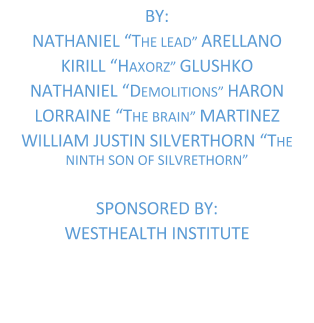 BY:
NATHANIEL “THE LEAD” ARELLANO
KIRILL “HAXORZ” GLUSHKO
NATHANIEL “DEMOLITIONS” HARON
LORRAINE “THE BRAIN” MARTINEZ
WILLIAM JUSTIN SILVERTHORN “THE
NINTH SON OF SILVRETHORN”
SPONSORED BY:
WESTHEALTH INSTITUTE